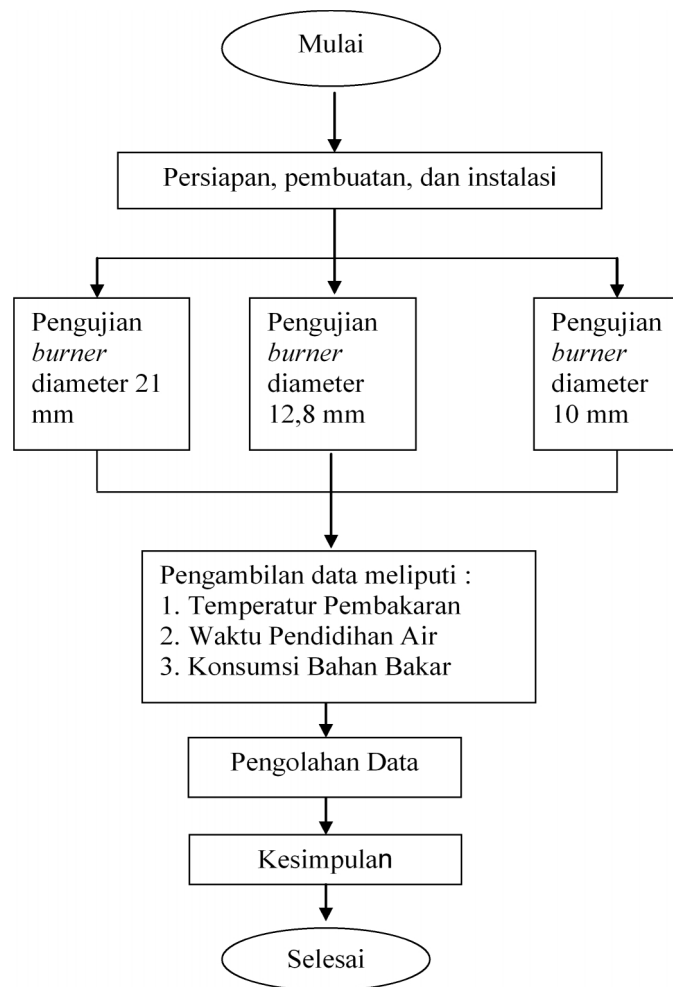 Mulai
Persiapan, pembuatan, dan instalasi
Pengujian
burner
diameter 21
mm
Pengujian
burner
diameter
12,8 mm
Pengujian
burner
diameter
10 mm
Pengambilan data meliputi :
1. Temperatur Pembakaran
2. Waktu Pendidihan Air
3. Konsumsi Bahan Bakar
Pengolahan Data
Kesimpulan
Selesai